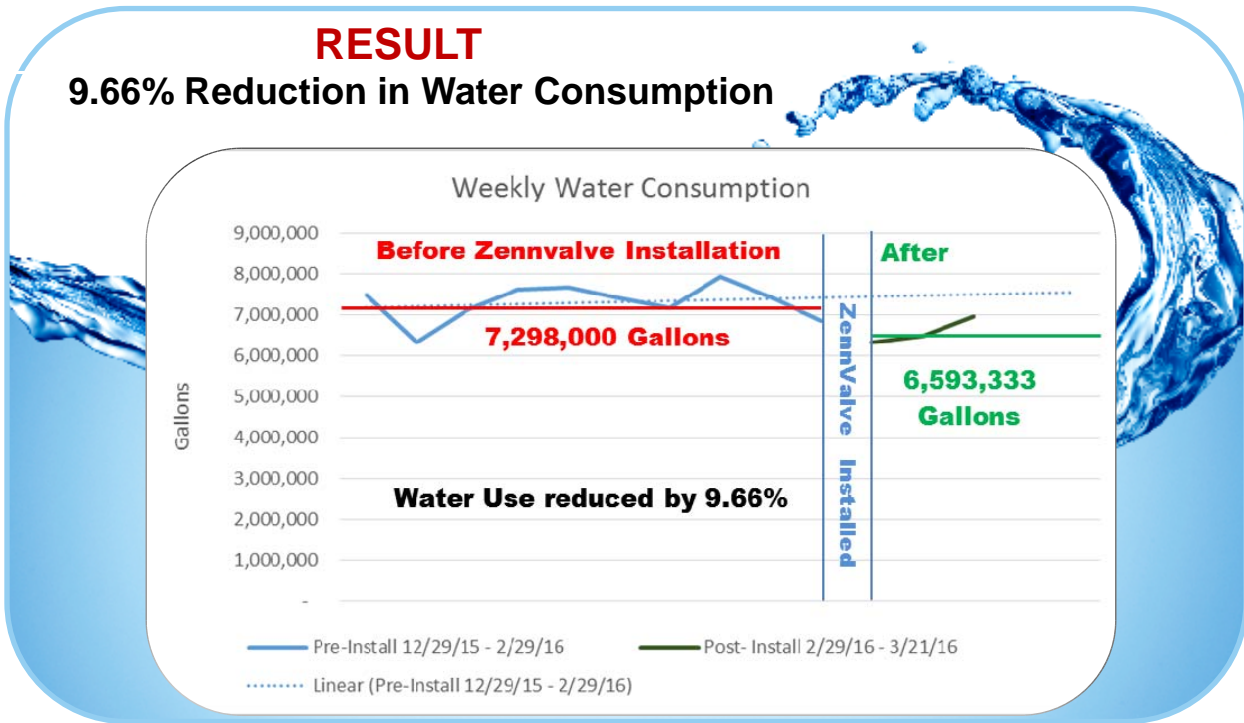 RESULT
9.66% Reduction in Water Consumption
Weekly Water Consumption
9,000,000
8,000,000
7,000,000
6,000,000
5,000,000
4,000,000
3,000,000
2,000,000
1,000,000
-
Gallons
Before Zennvalve Installation
After
7,298,000 Gallons
6,593,333
Gallons
ZennValve Installed
Water Use reduced by 9.66%
Pre-Install 12/29/15 - 2/29/16
Post- Install 2/29/16 - 3/21/16
Linear (Pre-Install 12/29/15 - 2/29/16)